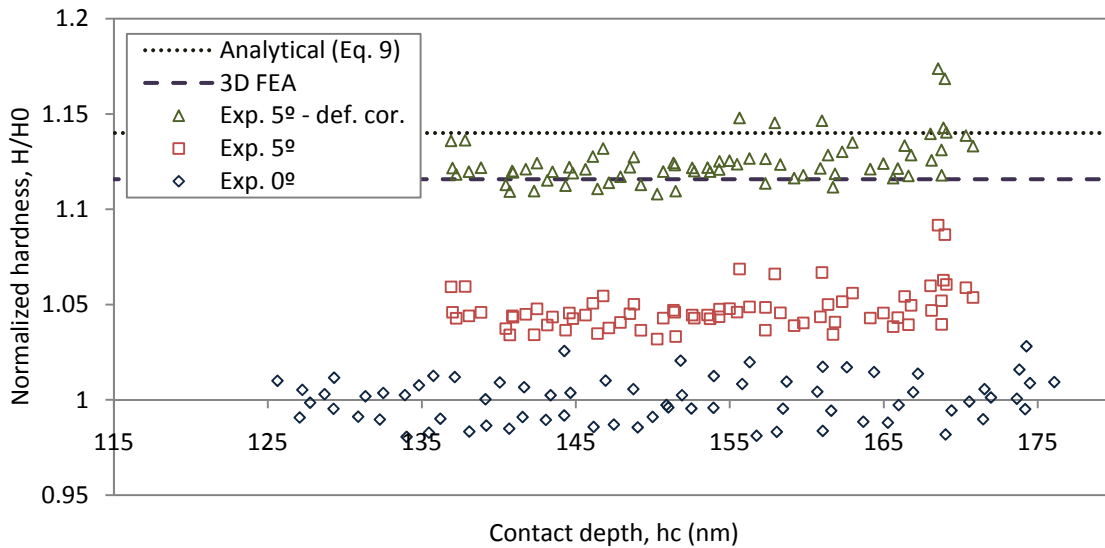 1.2
1.15
1.1
1.05
1
0.95
Normalized hardness, H/H0
Analytical (Eq. 9)
3D FEA
Exp. 5º - def. cor.
Exp. 5º
Exp. 0º
115 125 135 145 155 165 175
Contact depth, hc (nm)